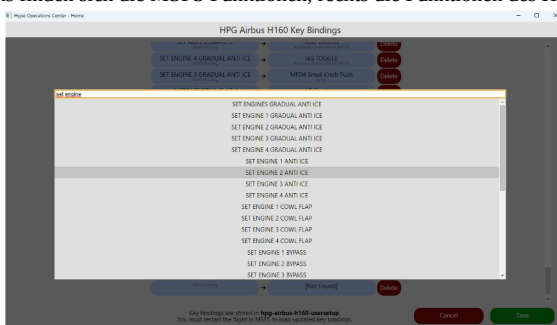 Hype Operations Center - Home
HPG Airbus H160 Key Bindings
Delete
SET ENGINE 4 GRADUAL ANTI ICE → IAS TOGGLE Delete
SET ENGINE 3 GRADUAL ANTI ICE → MFD4 Small Knob Push Delete
set engine
SET ENGINES GRADUAL ANTI ICE
SET ENGINE 1 GRADUAL ANTI ICE
SET ENGINE 2 GRADUAL ANTI ICE
SET ENGINE 3 GRADUAL ANTI ICE
SET ENGINE 4 GRADUAL ANTI ICE
SET ENGINE 1 ANTI ICE
SET ENGINE 2 ANTI ICE
SET ENGINE 3 ANTI ICE
SET ENGINE 4 ANTI ICE
SET ENGINE 1 COWL FLAP
SET ENGINE 2 COWL FLAP
SET ENGINE 3 COWL FLAP
SET ENGINE 4 COWL FLAP
SET ENGINE 1 BYPASS
SET ENGINE 2 BYPASS
SET ENGINE 3 BYPASS
→ [Not Found] Delete
Key bindings are stored in hpg-airbus-h160-usersetup.
You must restart the flight in MSFS to load updated key bindings.
Cancel Save